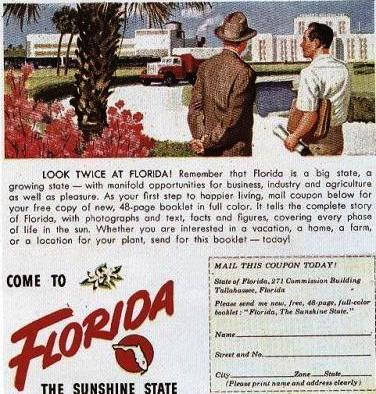 LOOK TWICE AT FLORIDA! Remember that Florida is a big state, a
growing state — with manifold opportunities for business, industry and agriculture
as well as pleasure. As your first step to happier living, mail coupon below for
your free copy of new, 48-page booklet in full color. It tells the complete story
of Florida, with photographs and text, facts and figures, covering every phase
of life in the sun. Whether you are interested in a vacation, a home, a farm,
or a location for your plant, send for this booklet — today!
COME TO
FLORIDA
THE SUNSHINE STATE
MAIL THIS COUPON TODAY!
State of Florida, 271 Commission Building
Tallahassee, Florida
Please send me new, free, 48-page, full-color
booklet: "Florida, The Sunshine State."
Name
Street and No.
City Zone State
(Please print name and address clearly)